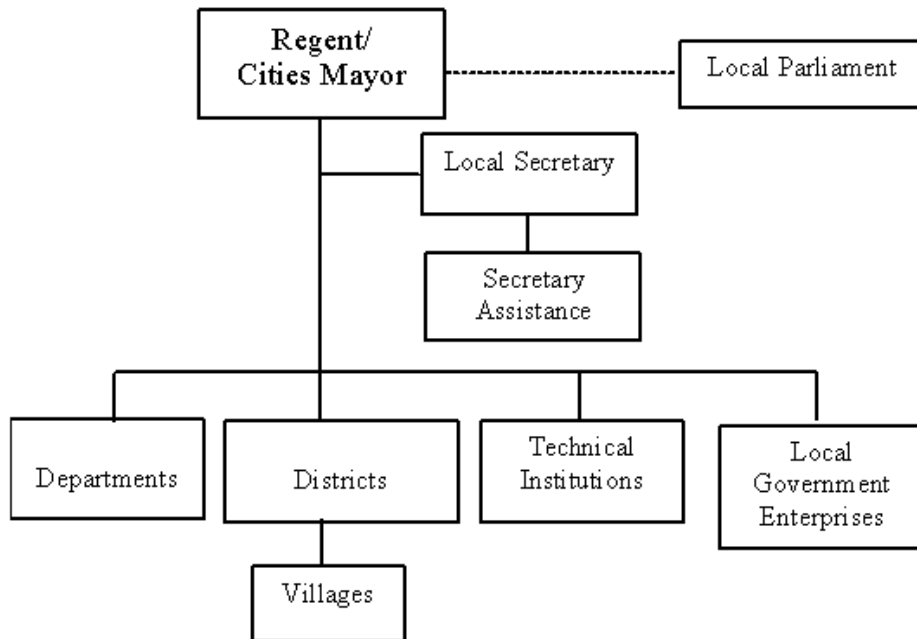 Regent/
Cities Mayor
Local Parliament
Local Secretary
Secretary
Assistance
Departments
Districts
Technical
Institutions
Local
Government
Enterprises
Villages